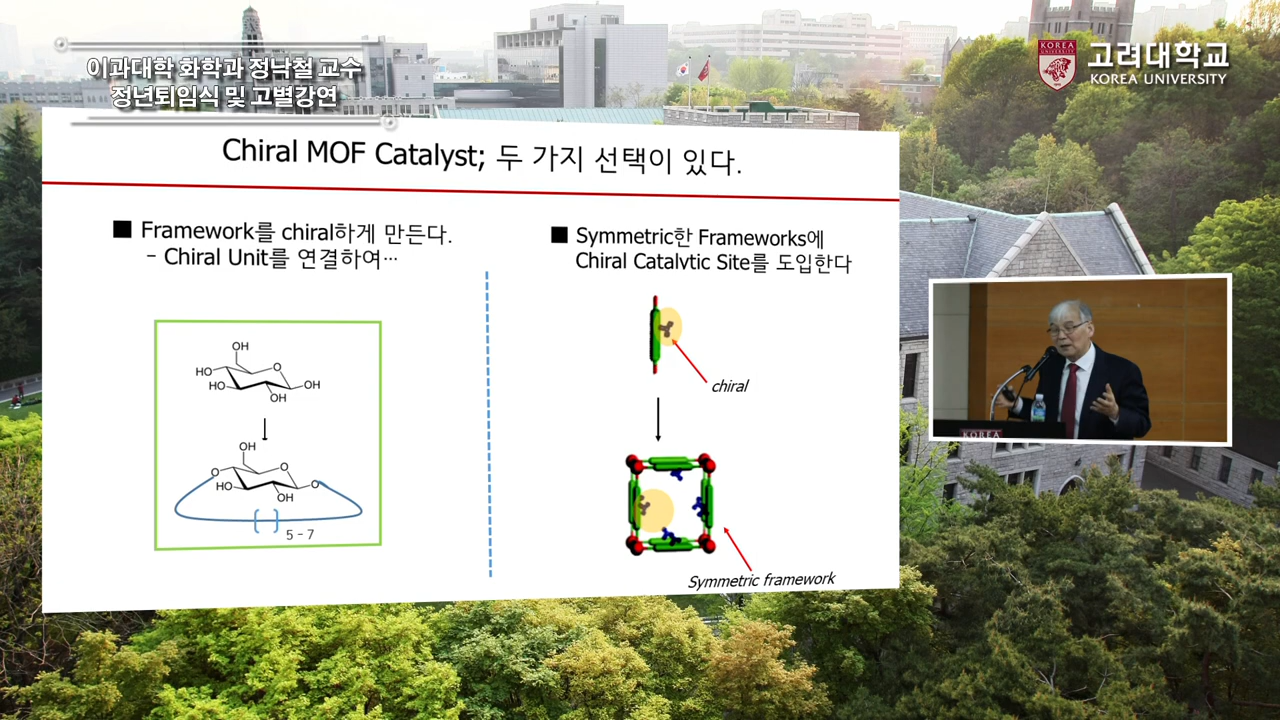 이과대학 화학과 정낙철 교수
정년퇴임식 및 고별강연
KOREA
UNIVERSITY
고려대학교
KOREA UNIVERSITY
Chiral MOF Catalyst; 두 가지 선택이 있다.
■ Framework를 chiral하게 만든다.
- Chiral Unit를 연결하여…
OH
HO
O
HO
OH
OH
OH
O
O
HO
O
OH
5 - 7
■ Symmetric한 Frameworks에
Chiral Catalytic Site를 도입한다
chiral
Symmetric framework
KOREA